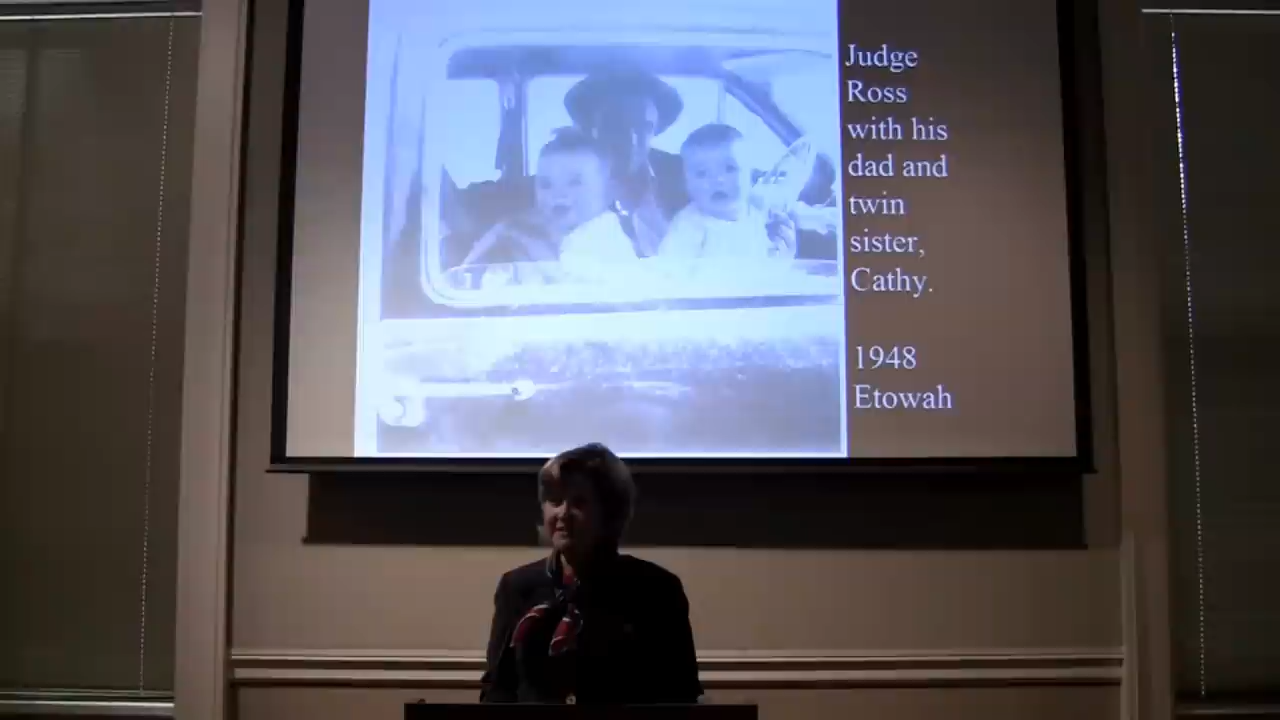 Judge
Ross
with his
dad and
twin
sister,
Cathy.
1948
Etowah